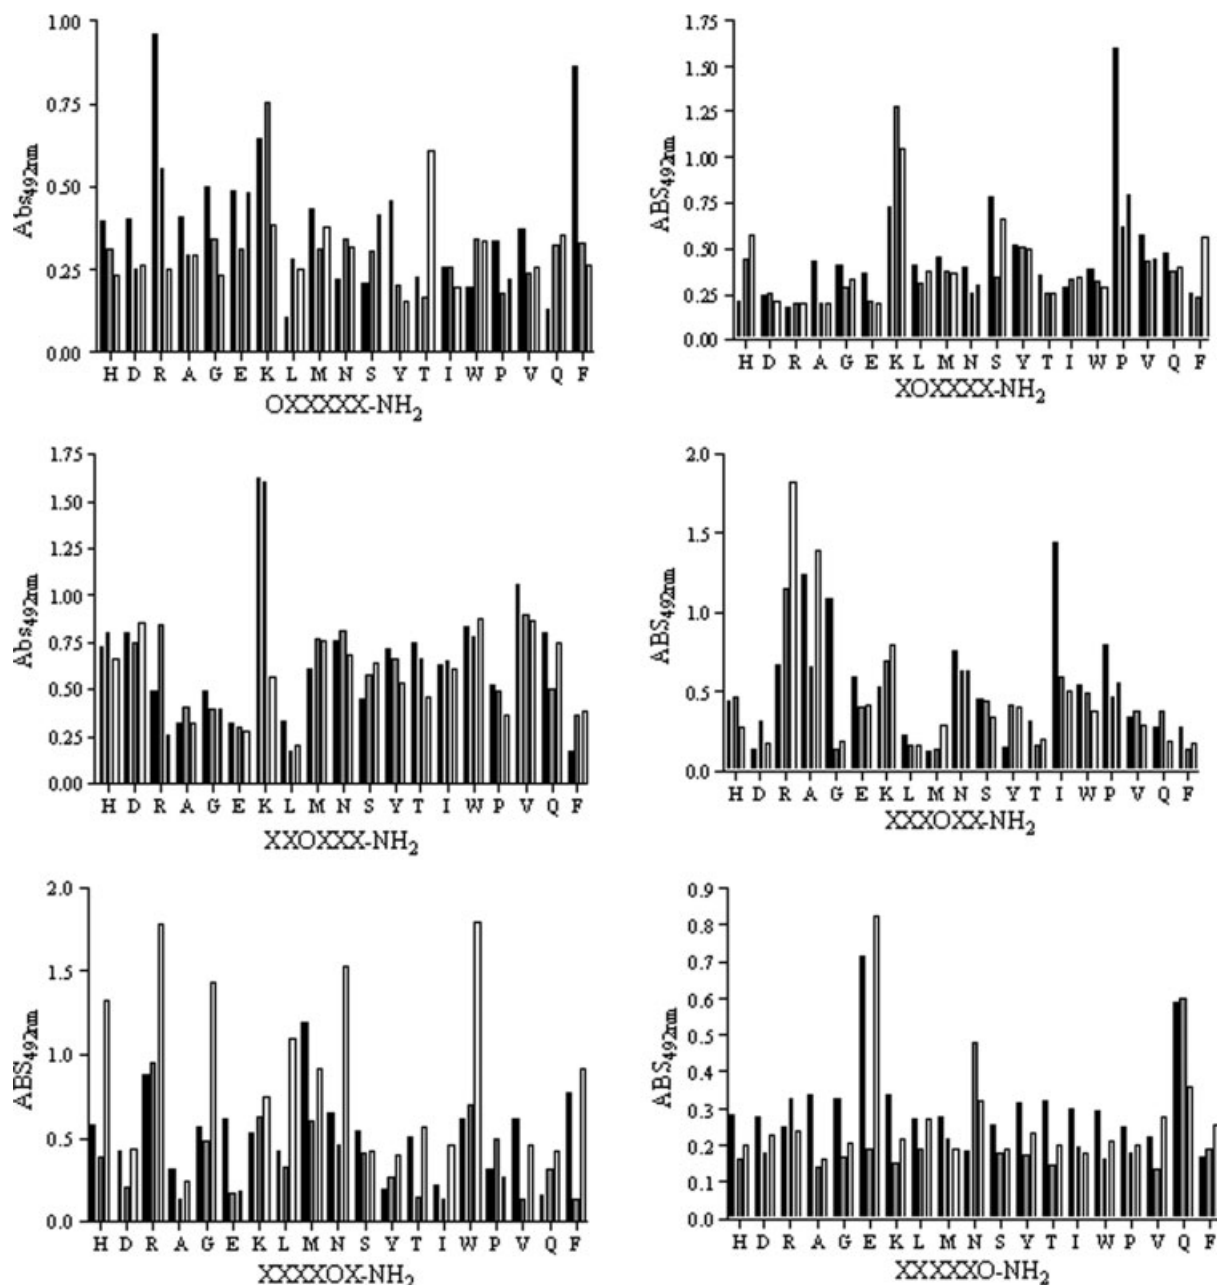 1.00
0.75
0.50
0.25
0.00
Abs492nm
H D R A G E K L M N S Y T I W P V Q F
OXXXXX-NH2
1.75
1.50
1.25
1.00
0.75
0.50
0.25
0.00
ABS492nm
H D R A G E K L M N S Y T I W P V Q F
XOXXXX-NH2
1.75
1.50
1.25
1.00
0.75
0.50
0.25
0.00
Abs492nm
H D R A G E K L M N S Y T I W P V Q F
XXOXXX-NH2
2.0
1.5
1.0
0.5
0.0
ABS492nm
H D R A G E K L M N S Y T I W P V Q F
XXXOXX-NH2
2.0
1.5
1.0
0.5
0.0
ABS492nm
H D R A G E K L M N S Y T I W P V Q F
XXXXOX-NH2
0.9
0.8
0.7
0.6
0.5
0.4
0.3
0.2
0.1
0.0
ABS492nm
H D R A G E K L M N S Y T I W P V Q F
XXXXXO-NH2